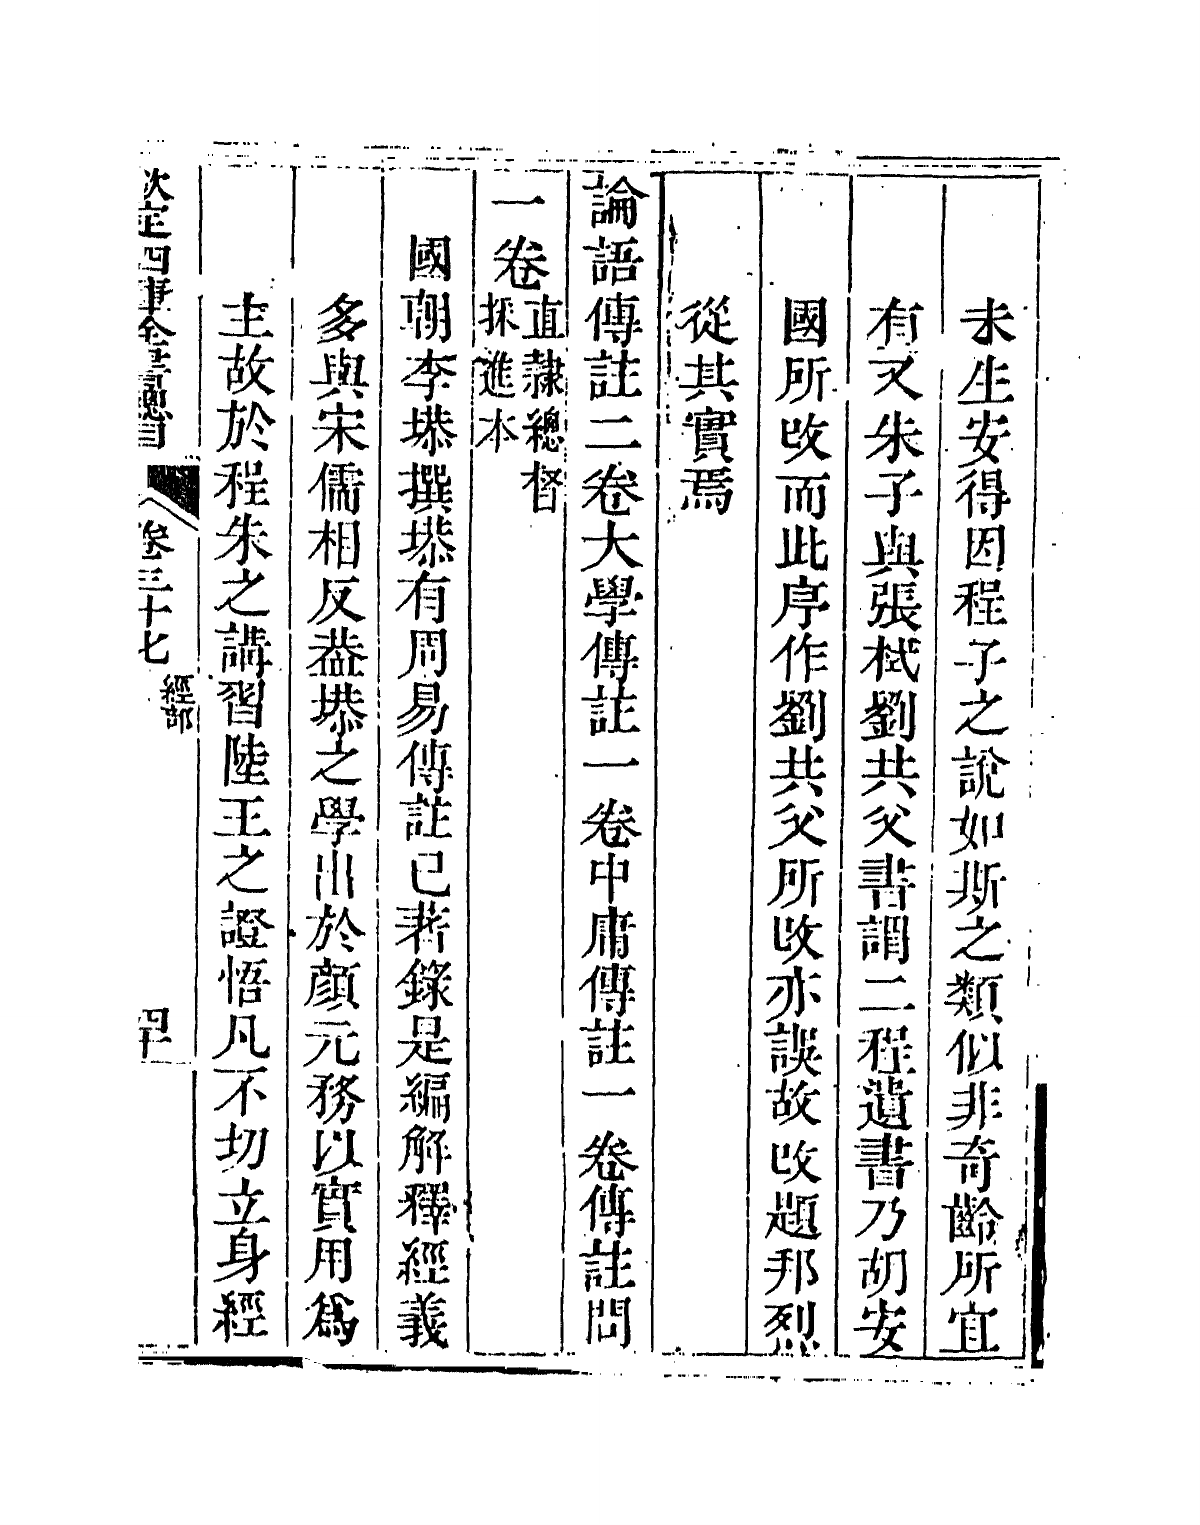 未生安得因程子之說如斯之類似非奇齡所宜
有又朱子與張栻劉共父書謂二程遺書乃胡安
國所改而此序作劉共父所改亦誤故改題邦烈
從其實焉
論語傳註二卷大學傳註一卷中庸傳註一卷傳註問
一卷直隸總督
採進本
國朝李塨撰塨有周易傳註已著錄是編解釋經義
多與宋儒相反葢塨之學出於顏元務以實用爲
主故於程朱之講習陸王之證悟凡不切立身經
欽定四庫全書總目 卷三十七 經部 四十